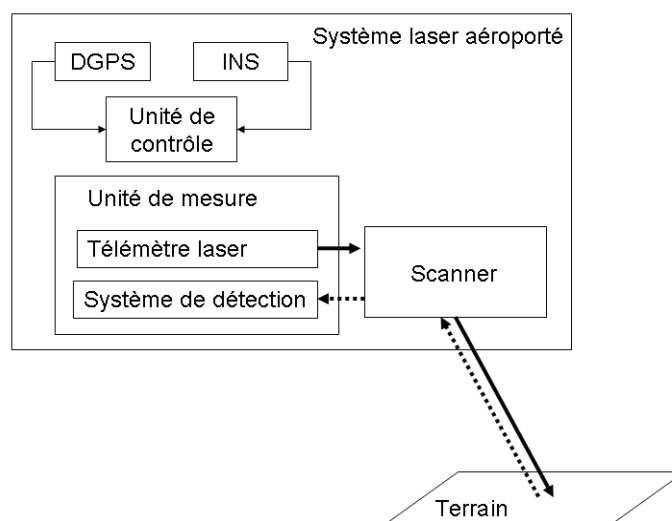 Système laser aéroporté
DGPS
INS
Unité de
contrôle
Unité de mesure
Télémètre laser
Système de détection
Scanner
Terrain